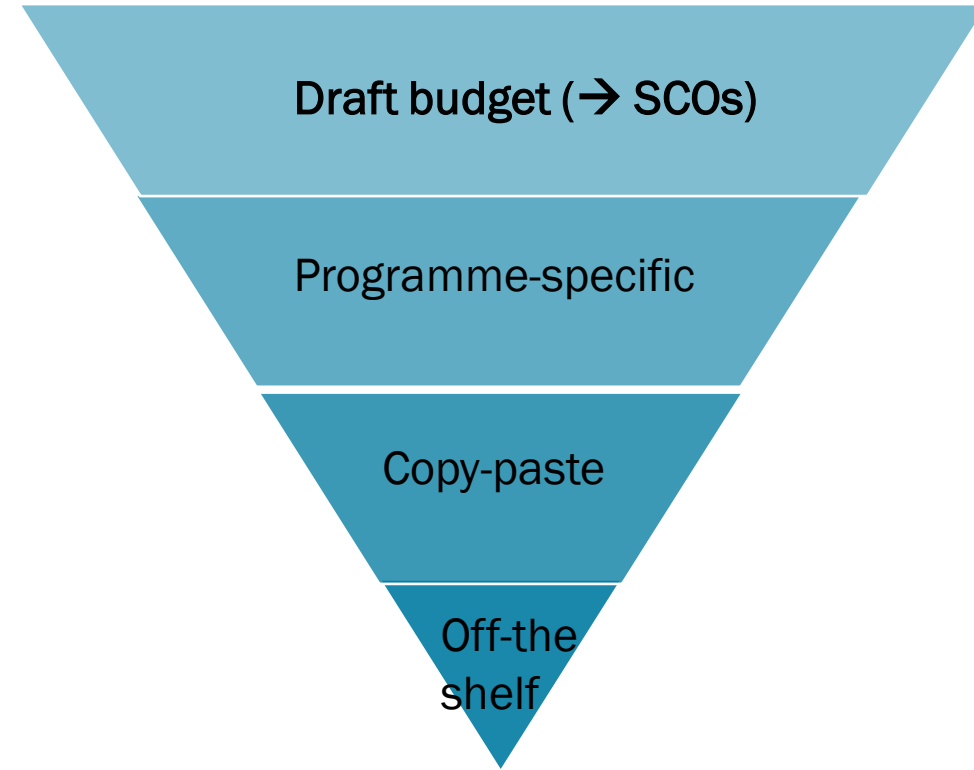 Draft budget (→ SCOs)
Programme-specific
Copy-paste
Off-the
shelf